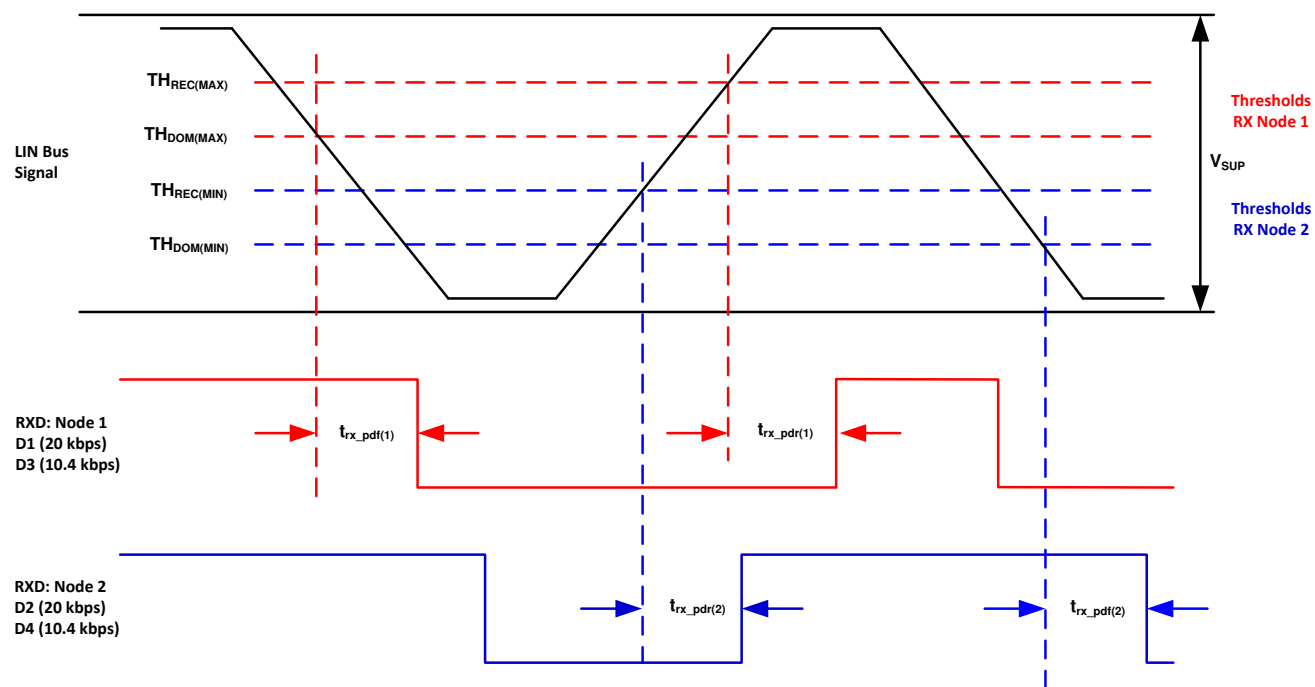 TH_REC(MAX)
TH_DOM(MAX)
TH_REC(MIN)
TH_DOM(MIN)
LIN Bus
Signal
V_SUP
Thresholds
RX Node 1
Thresholds
RX Node 2
RXD: Node 1
D1 (20 kbps)
D3 (10.4 kbps)
t_rx_pdf(1)
t_rx_pdr(1)
RXD: Node 2
D2 (20 kbps)
D4 (10.4 kbps)
t_rx_pdr(2)
t_rx_pdf(2)